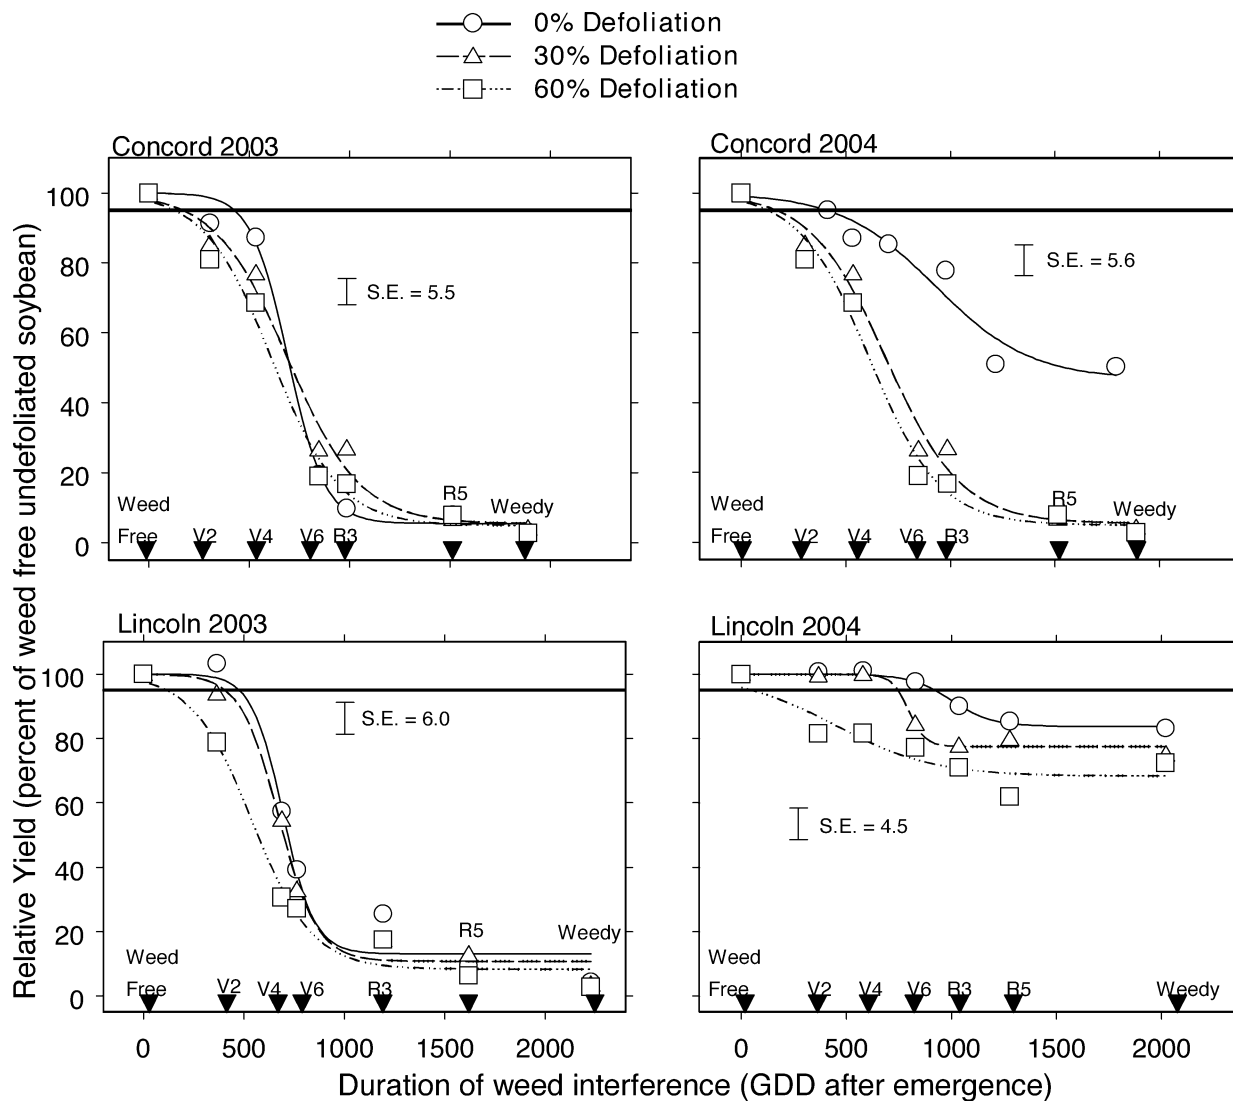 0% Defoliation
30% Defoliation
60% Defoliation
Relative Yield (percent of weed free undefoliated soybean)
Concord 2003
100
80
60
40
20
0
S.E. = 5.5
Weed
Free
V2
V4
V6
R3
R5
Weedy
Concord 2004
S.E. = 5.6
Weed
Free
V2
V4
V6
R3
R5
Weedy
Lincoln 2003
100
80
60
40
20
0
S.E. = 6.0
Weed
Free
V2
V4
V6
R3
R5
Weedy
0 500 1000 1500 2000
Lincoln 2004
S.E. = 4.5
Weed
Free
V2
V4
V6
R3
R5
Weedy
0 500 1000 1500 2000
Duration of weed interference (GDD after emergence)